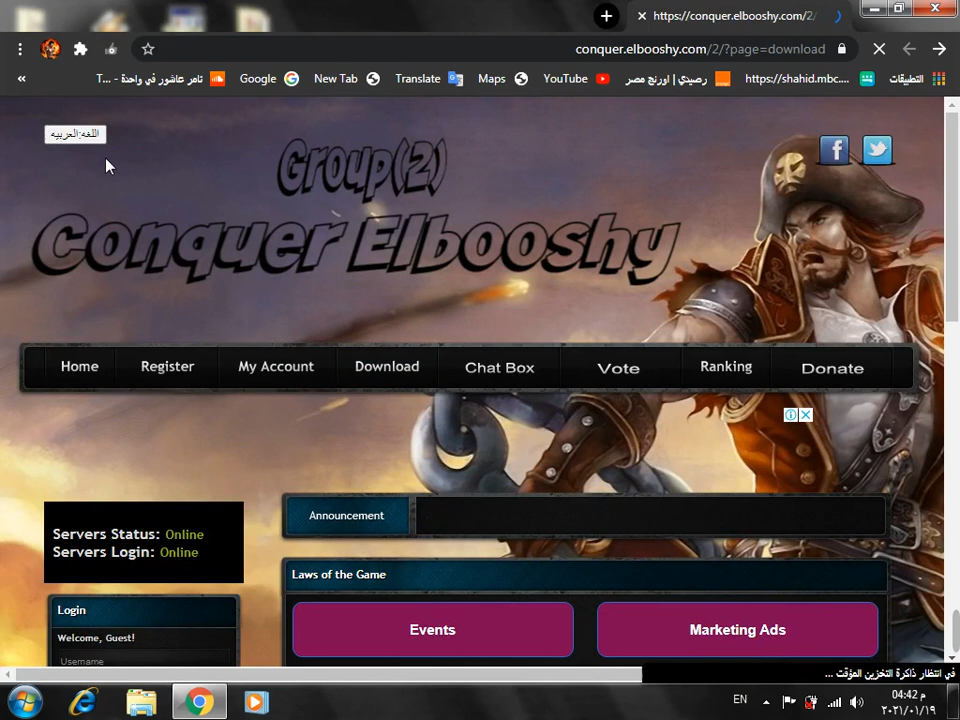 https://conquer.elbooshy.com/2/
conquer.elbooshy.com/2/?page=download
« T... - تامر عاشور في واحدة
Google
New Tab
Translate
Maps
YouTube
رصيدي | اورنج مصر
https://shahid.mbc....
التطبيقات
اللغه:العربيه
Group(2)
Conquer Elbooshy
Home
Register
My Account
Download
Chat Box
Vote
Ranking
Donate
Servers Status: Online
Servers Login: Online
Announcement
Laws of the Game
Events
Marketing Ads
Login
Welcome, Guest!
Username
في انتظار ذاكرة التخزين المؤقت ...
EN
04:42 م
٢٠٢١/٠١/١٩